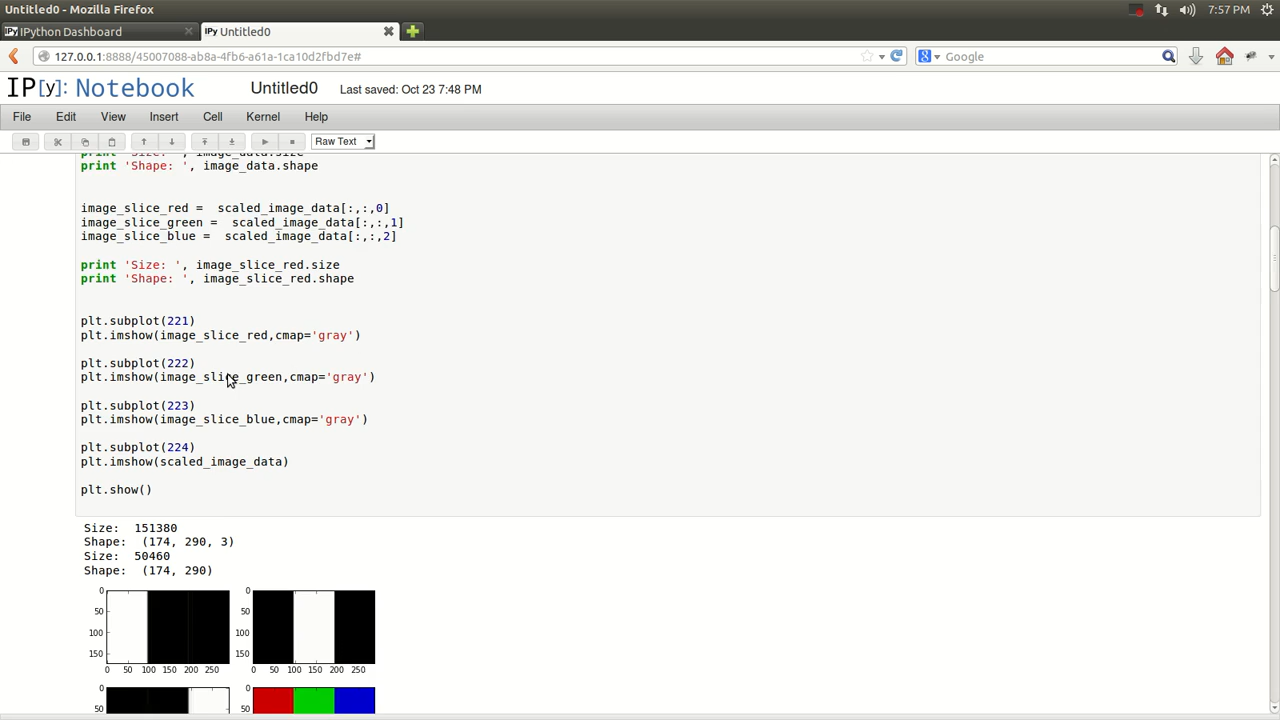 Untitled0 - Mozilla Firefox
7:57 PM
IPy IPython Dashboard
IPy Untitled0
127.0.0.1:8888/45007088-ab8a-4fb6-a61a-1ca10d2fbd7e#
Google
IP[y]: Notebook
Untitled0
Last saved: Oct 23 7:48 PM
File Edit View Insert Cell Kernel Help
Raw Text
print 'Size: ', image_data.size
print 'Shape: ', image_data.shape
image_slice_red =  scaled_image_data[:,:,0]
image_slice_green =  scaled_image_data[:,:,1]
image_slice_blue =  scaled_image_data[:,:,2]
print 'Size: ', image_slice_red.size
print 'Shape: ', image_slice_red.shape
plt.subplot(221)
plt.imshow(image_slice_red,cmap='gray')
plt.subplot(222)
plt.imshow(image_slice_green,cmap='gray')
plt.subplot(223)
plt.imshow(image_slice_blue,cmap='gray')
plt.subplot(224)
plt.imshow(scaled_image_data)
plt.show()
Size:  151380
Shape:  (174, 290, 3)
Size:  50460
Shape:  (174, 290)
0
50
100
150
0 50 100 150 200 250
0
50
100
150
0 50 100 150 200 250
0
50
0
50